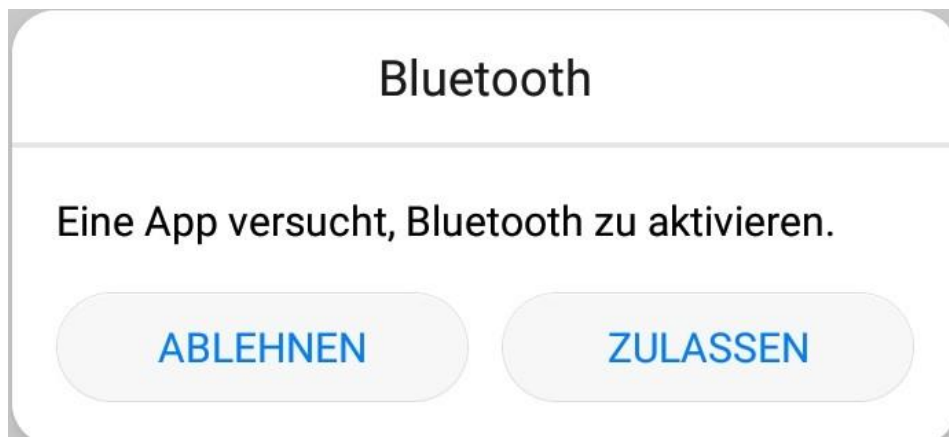 Bluetooth
Eine App versucht, Bluetooth zu aktivieren.
ABLEHNEN ZULASSEN